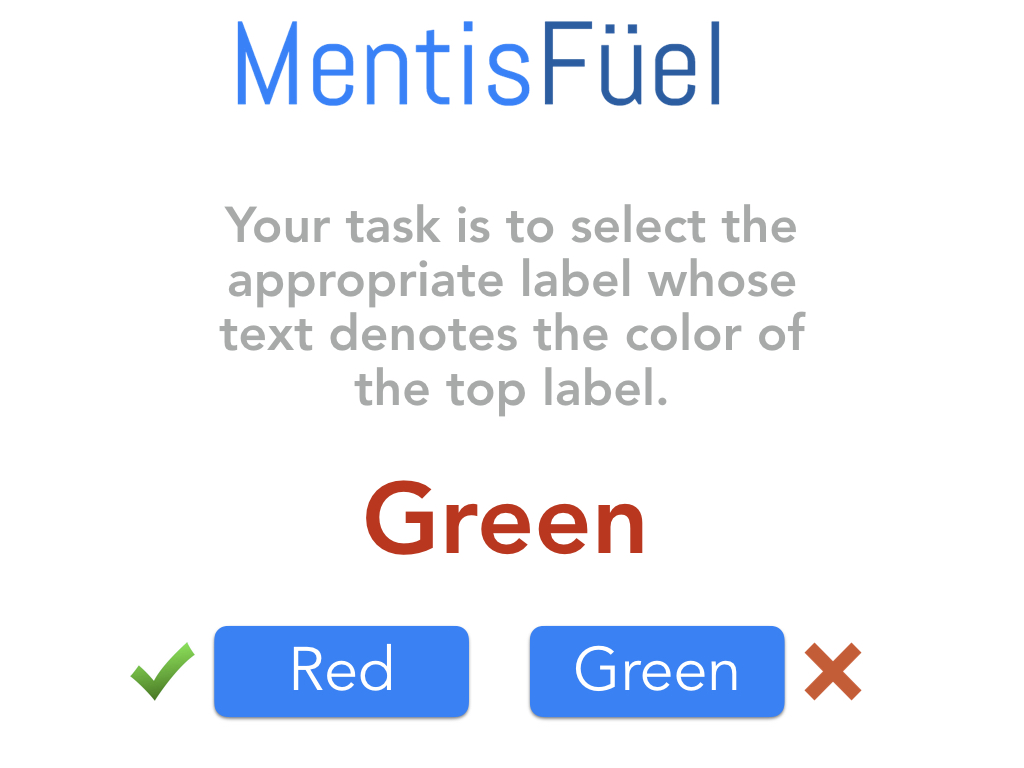 MentisFüel
Your task is to select the
appropriate label whose
text denotes the color of
the top label.
Green
Red Green